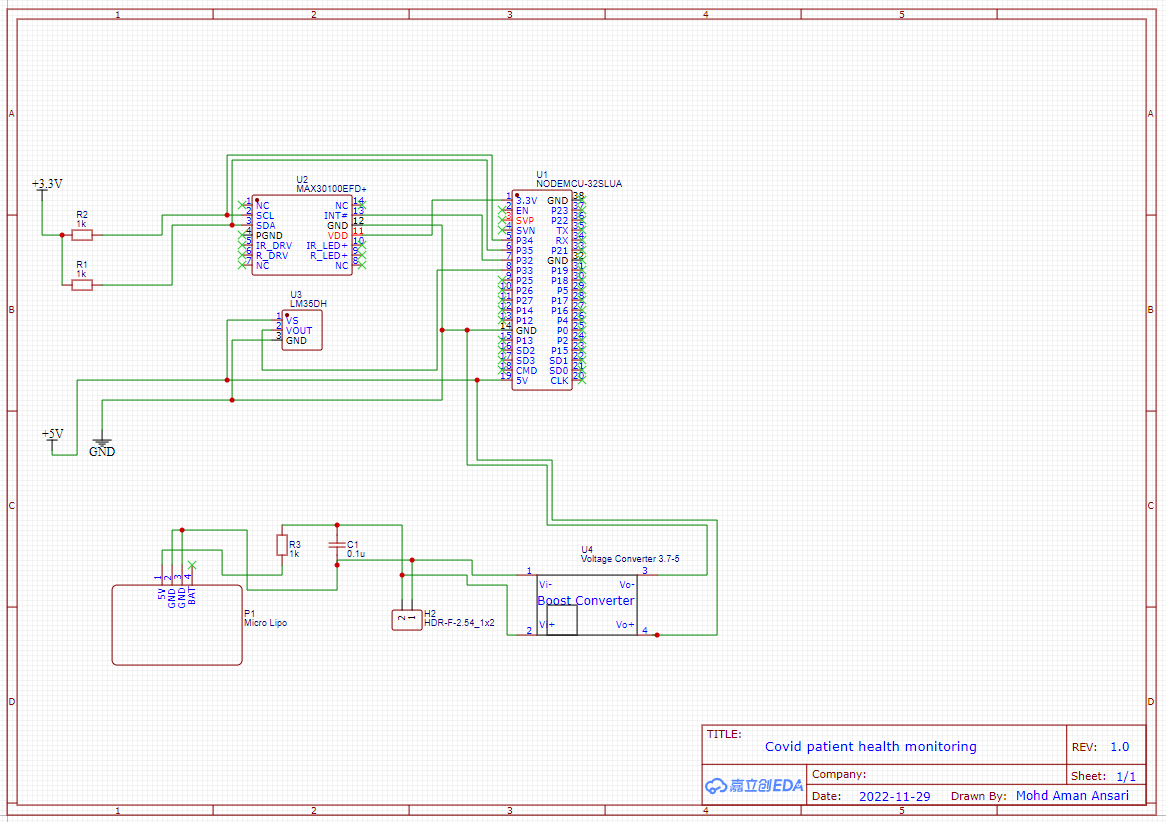 1 2 3 4 5
A A
B B
C C
D D
1 2 3 4 5
+3.3V
R2
1k
R1
1k
U2
MAX30100EFD+
1 NC NC 14
2 SCL INT# 13
3 SDA GND 12
4 PGND VDD 11
5 IR_DRV IR_LED+ 10
6 R_DRV R_LED+ 9
7 NC NC 8
U1
NODEMCU-32SLUA
1 3.3V GND 38
2 EN P23 37
3 SVP P22 36
4 SVN TX 35
5 P34 RX 34
6 P35 P21 33
7 P32 GND 32
8 P33 P19 31
9 P25 P18 30
10 P26 P5 29
11 P27 P17 28
12 P14 P16 27
13 P12 P4 26
14 GND P0 25
15 P13 P2 24
16 SD2 P15 23
17 SD3 SD1 22
18 CMD SD0 21
19 5V CLK 20
U3
LM35DH
1 VS
2 VOUT
3 GND
+5V
GND
R3
1k
C1
0.1u
1 2 3 4
5V GND GND BAT
P1
Micro Lipo
2 1
H2
HDR-F-2.54_1x2
U4
Voltage Converter 3.7-5
1 Vi- Vo- 3
Boost Converter
2 Vi+ Vo+ 4
TITLE:
Covid patient health monitoring
REV: 1.0
嘉立创EDA
Company:
Sheet: 1/1
Date: 2022-11-29 Drawn By: Mohd Aman Ansari